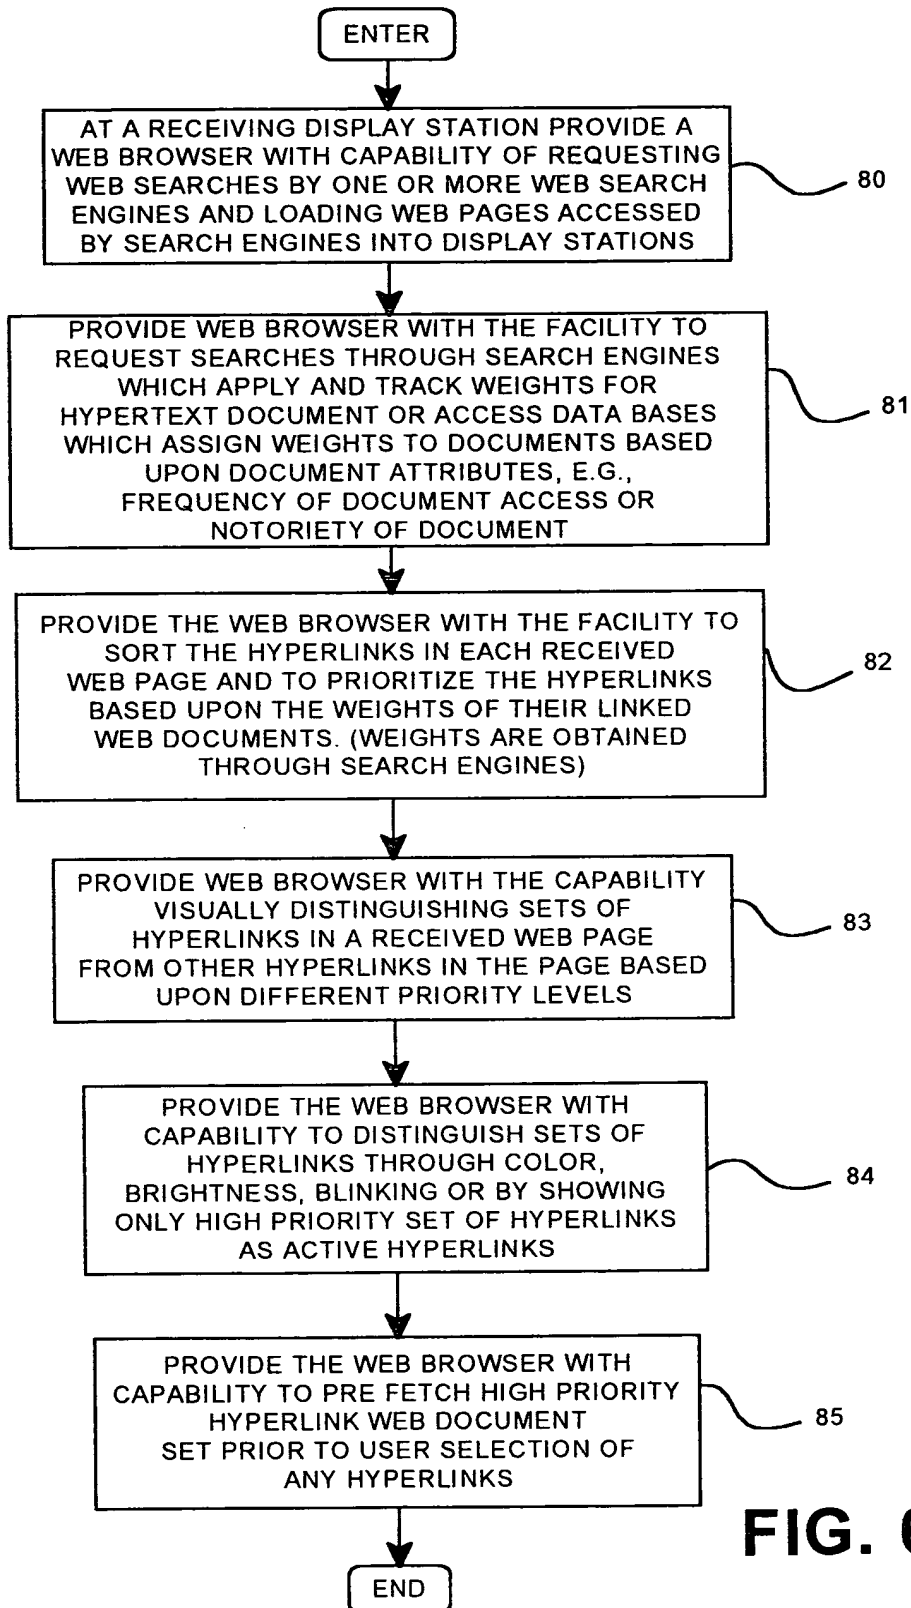 ENTER
AT A RECEIVING DISPLAY STATION PROVIDE A
WEB BROWSER WITH CAPABILITY OF REQUESTING
WEB SEARCHES BY ONE OR MORE WEB SEARCH
ENGINES AND LOADING WEB PAGES ACCESSED
BY SEARCH ENGINES INTO DISPLAY STATIONS
80
PROVIDE WEB BROWSER WITH THE FACILITY TO
REQUEST SEARCHES THROUGH SEARCH ENGINES
WHICH APPLY AND TRACK WEIGHTS FOR
HYPERTEXT DOCUMENT OR ACCESS DATA BASES
WHICH ASSIGN WEIGHTS TO DOCUMENTS BASED
UPON DOCUMENT ATTRIBUTES, E.G.,
FREQUENCY OF DOCUMENT ACCESS OR
NOTORIETY OF DOCUMENT
81
PROVIDE THE WEB BROWSER WITH THE FACILITY TO
SORT THE HYPERLINKS IN EACH RECEIVED
WEB PAGE AND TO PRIORITIZE THE HYPERLINKS
BASED UPON THE WEIGHTS OF THEIR LINKED
WEB DOCUMENTS. (WEIGHTS ARE OBTAINED
THROUGH SEARCH ENGINES)
82
PROVIDE WEB BROWSER WITH THE CAPABILITY
VISUALLY DISTINGUISHING SETS OF
HYPERLINKS IN A RECEIVED WEB PAGE
FROM OTHER HYPERLINKS IN THE PAGE BASED
UPON DIFFERENT PRIORITY LEVELS
83
PROVIDE THE WEB BROWSER WITH
CAPABILITY TO DISTINGUISH SETS OF
HYPERLINKS THROUGH COLOR,
BRIGHTNESS, BLINKING OR BY SHOWING
ONLY HIGH PRIORITY SET OF HYPERLINKS
AS ACTIVE HYPERLINKS
84
PROVIDE THE WEB BROWSER WITH
CAPABILITY TO PRE FETCH HIGH PRIORITY
HYPERLINK WEB DOCUMENT
SET PRIOR TO USER SELECTION OF
ANY HYPERLINKS
85
END
FIG.